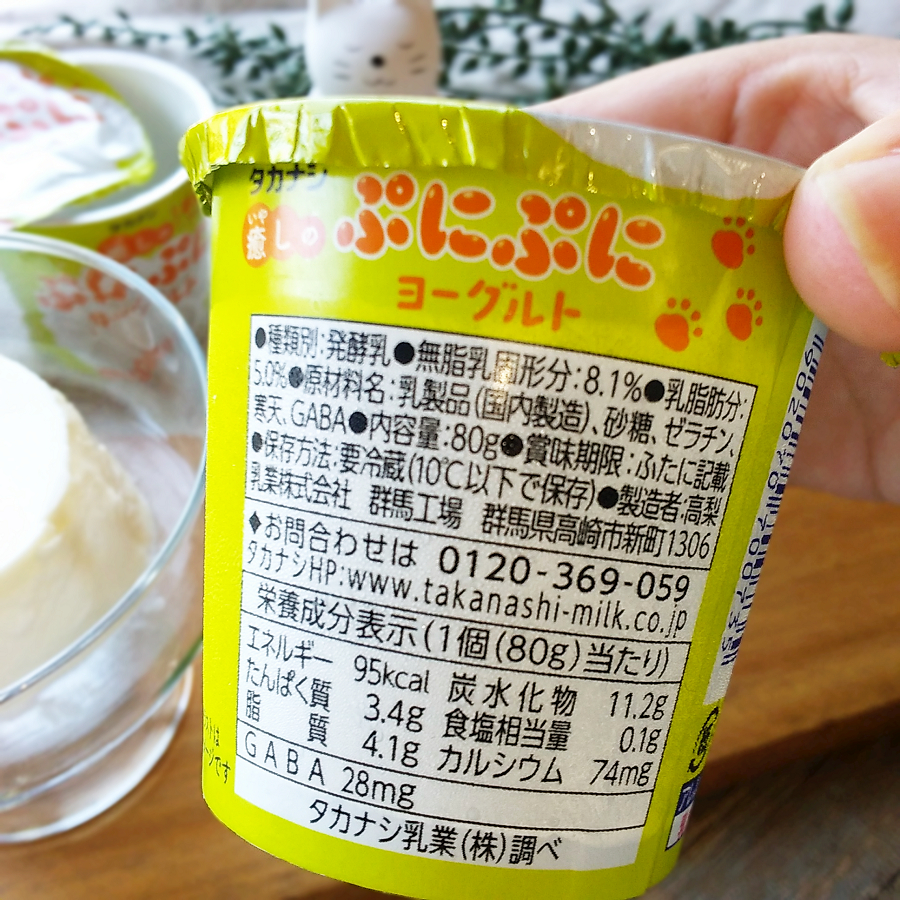 タカナシ
いや
癒しの
ぷにぷに
ヨーグルト
●種類別:発酵乳●無脂乳固形分:8.1%●乳脂肪分:
5.0%●原材料名:乳製品(国内製造)、砂糖、ゼラチン、
寒天、GABA●内容量:80g●賞味期限:ふたに記載
●保存方法:要冷蔵(10℃以下で保存)●製造者:高梨
乳業株式会社 群馬工場 群馬県高崎市新町1306
◆お問合わせは 0120-369-059
タカナシHP:www.takanashi-milk.co.jp
栄養成分表示(1個(80g)当たり)
エネルギー 95kcal 炭水化物 11.2g
たんぱく質 3.4g 食塩相当量 0.1g
脂質 4.1g カルシウム 74mg
GABA 28mg
タカナシ乳業(株)調べ